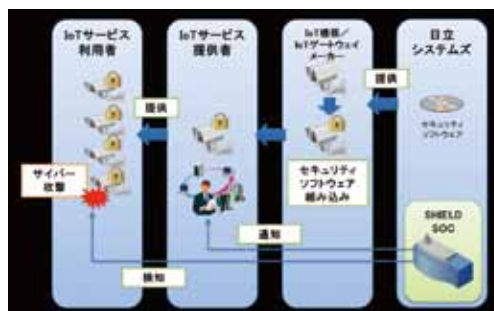 IoTサービス
利用者
IoTサービス
提供者
IoT機器／
IoTゲートウェイ
メーカー
日立
システムズ
提供
提供
セキュリティ
ソフトウェア
サイバー
攻撃
セキュリティ
ソフトウェア
組み込み
SHIELD
SOC
通知
検知